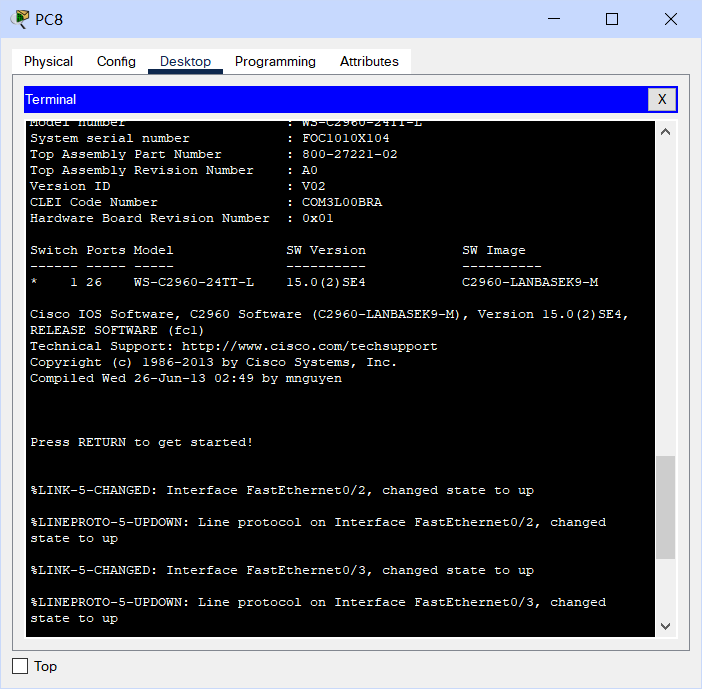 PC8
Physical Config Desktop Programming Attributes
Terminal X
Model number : WS-C2960-24TT-L
System serial number : FOC1010X104
Top Assembly Part Number : 800-27221-02
Top Assembly Revision Number : A0
Version ID : V02
CLEI Code Number : COM3L00BRA
Hardware Board Revision Number : 0x01
Switch Ports Model SW Version SW Image
------ ----- ----- ---------- ----------
* 1 26 WS-C2960-24TT-L 15.0(2)SE4 C2960-LANBASEK9-M
Cisco IOS Software, C2960 Software (C2960-LANBASEK9-M), Version 15.0(2)SE4,
RELEASE SOFTWARE (fc1)
Technical Support: http://www.cisco.com/techsupport
Copyright (c) 1986-2013 by Cisco Systems, Inc.
Compiled Wed 26-Jun-13 02:49 by mnguyen
Press RETURN to get started!
%LINK-5-CHANGED: Interface FastEthernet0/2, changed state to up
%LINEPROTO-5-UPDOWN: Line protocol on Interface FastEthernet0/2, changed
state to up
%LINK-5-CHANGED: Interface FastEthernet0/3, changed state to up
%LINEPROTO-5-UPDOWN: Line protocol on Interface FastEthernet0/3, changed
state to up
Top